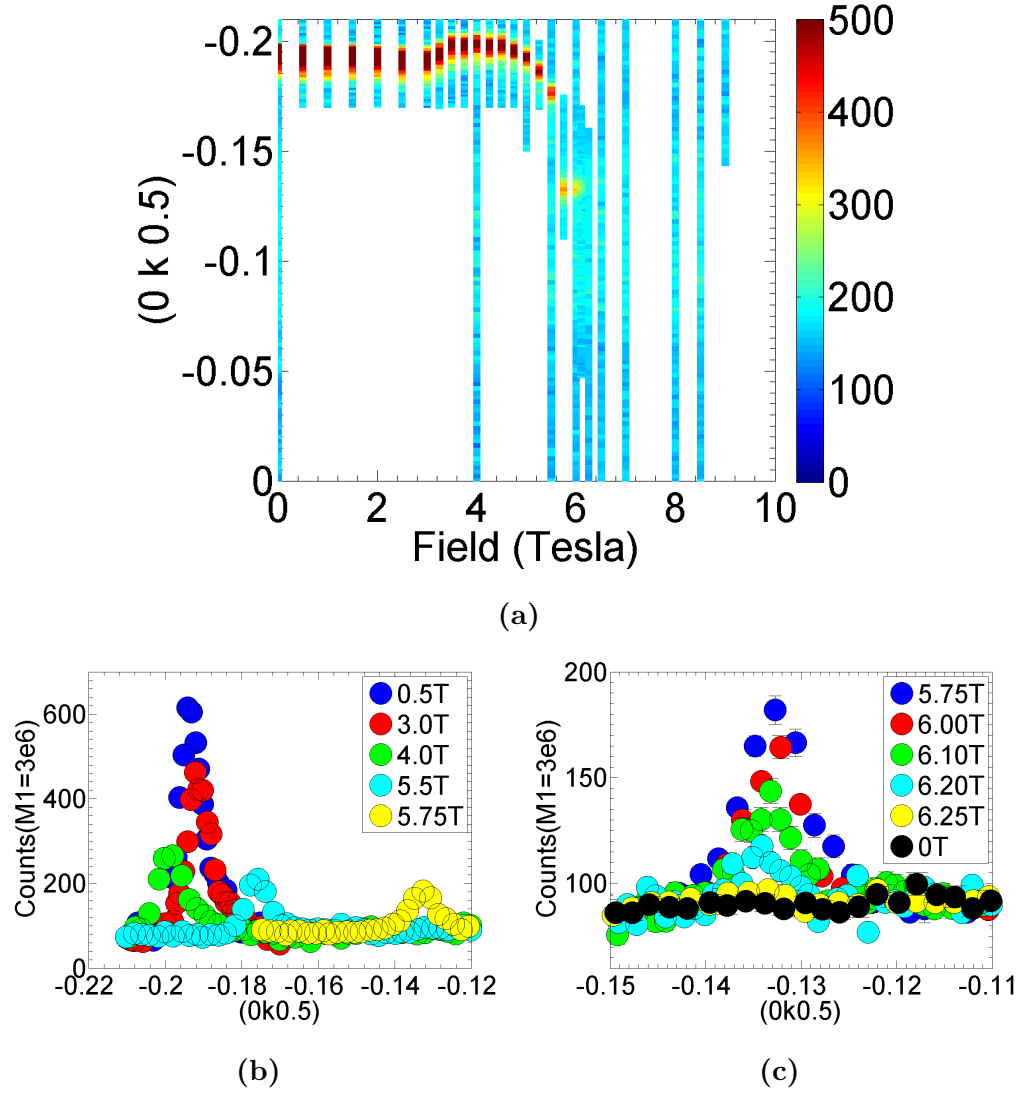 -0.2
-0.15
-0.1
-0.05
0
(0 k 0.5)
0 2 4 6 8 10
Field (Tesla)
500
400
300
200
100
0
(a)
600
400
200
0
Counts(M1=3e6)
-0.22 -0.2 -0.18 -0.16 -0.14 -0.12
(0k0.5)
0.5T
3.0T
4.0T
5.5T
5.75T
(b)
200
150
100
Counts(M1=3e6)
-0.15 -0.14 -0.13 -0.12 -0.11
(0k0.5)
5.75T
6.00T
6.10T
6.20T
6.25T
0T
(c)